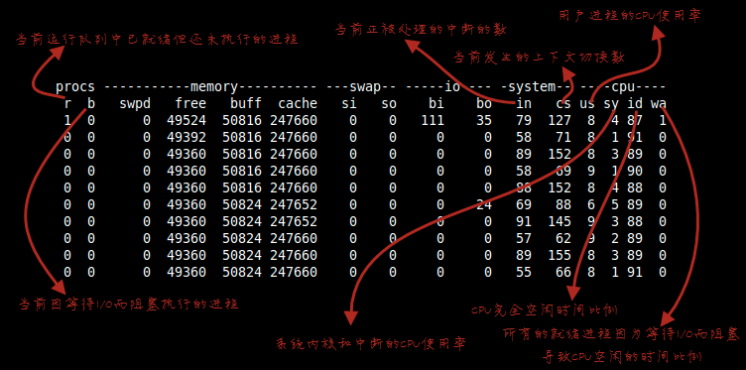 用户进程的CPU使用率
当前正被处理的中断的数
当前运行队列中已就绪但还未执行的进程
当前发生的上下文切换数
procs -----------memory---------- ---swap-- -----io -system-- -cpu----
r b swpd free buff cache si so bi bo in cs us sy id wa
1 0 0 49524 50816 247660 0 0 111 35 79 127 8 4 87 1
0 0 0 49392 50816 247660 0 0 0 0 58 71 8 1 91 0
0 0 0 49360 50816 247660 0 0 0 0 89 152 8 3 89 0
0 0 0 49360 50816 247660 0 0 0 0 58 69 9 1 90 0
0 0 0 49360 50816 247660 0 0 0 0 88 152 8 4 88 0
0 0 0 49360 50824 247652 0 0 0 24 69 88 6 5 89 0
0 0 0 49360 50824 247652 0 0 0 0 91 145 9 3 88 0
0 0 0 49360 50824 247660 0 0 0 0 57 62 9 2 89 0
0 0 0 49360 50824 247660 0 0 0 0 89 155 8 3 89 0
0 0 0 49360 50824 247660 0 0 0 0 55 66 8 1 91 0
当前因等待I/O而阻塞执行的进程
CPU完全空闲时间比例
所有的就绪进程因为等待I/O而阻塞
系统内核和中断的CPU使用率
导致CPU空闲的时间比例